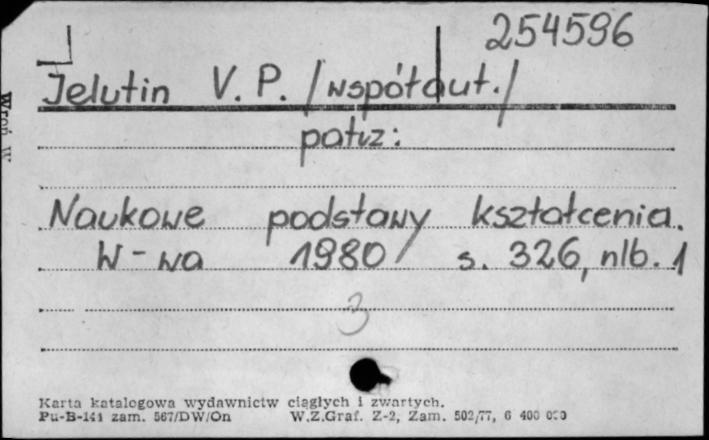 254596
Jelutin V. P. /współaut./
patrz:
Naukowe podstawy kształcenia.
W-wa 1980 s. 326, nlb. 1
3
Karta katalogowa wydawnictw ciągłych i zwartych.
Pu-B-141 zam. 567/DW/On W.Z.Graf. Z-2, Zam. 502/77, 6 400 000